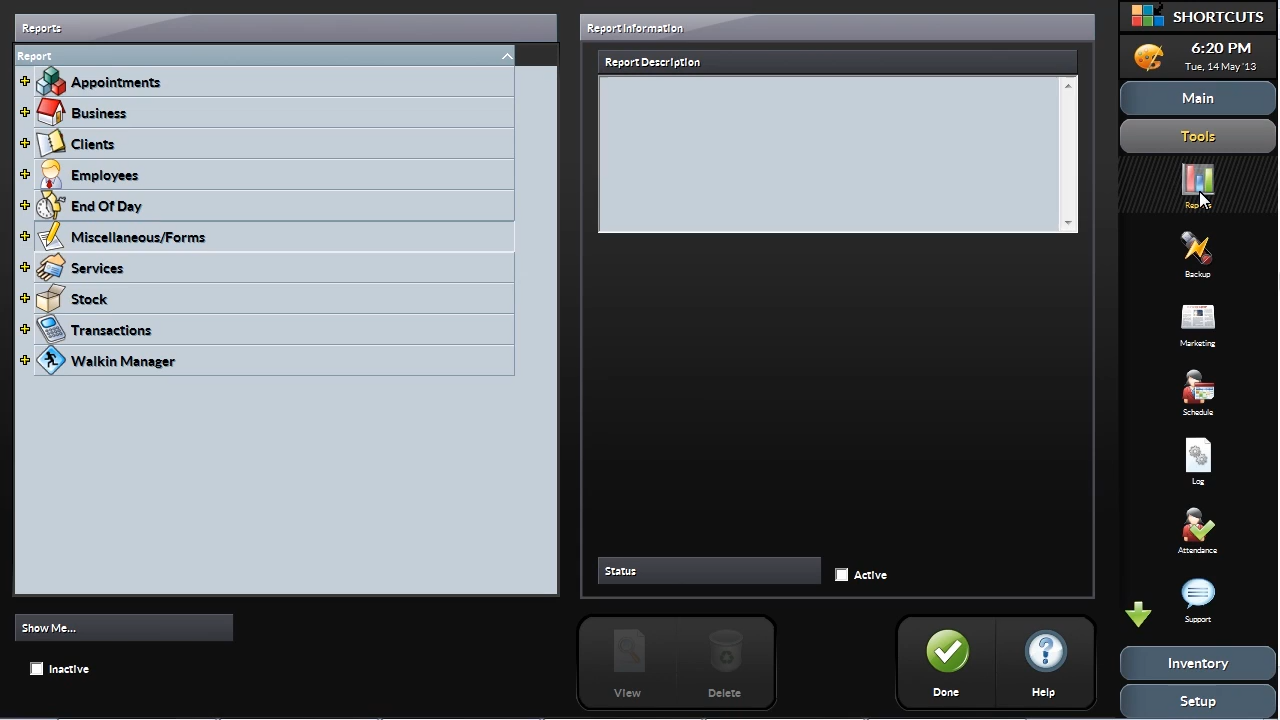 Reports
Report
Appointments
Business
Clients
Employees
End Of Day
Miscellaneous/Forms
Services
Stock
Transactions
Walkin Manager
Show Me...
Inactive
Report Information
Report Description
Status
Active
View
Delete
Done
Help
SHORTCUTS
6:20 PM
Tue, 14 May '13
Main
Tools
Backup
Marketing
Schedule
Log
Attendance
Support
Inventory
Setup